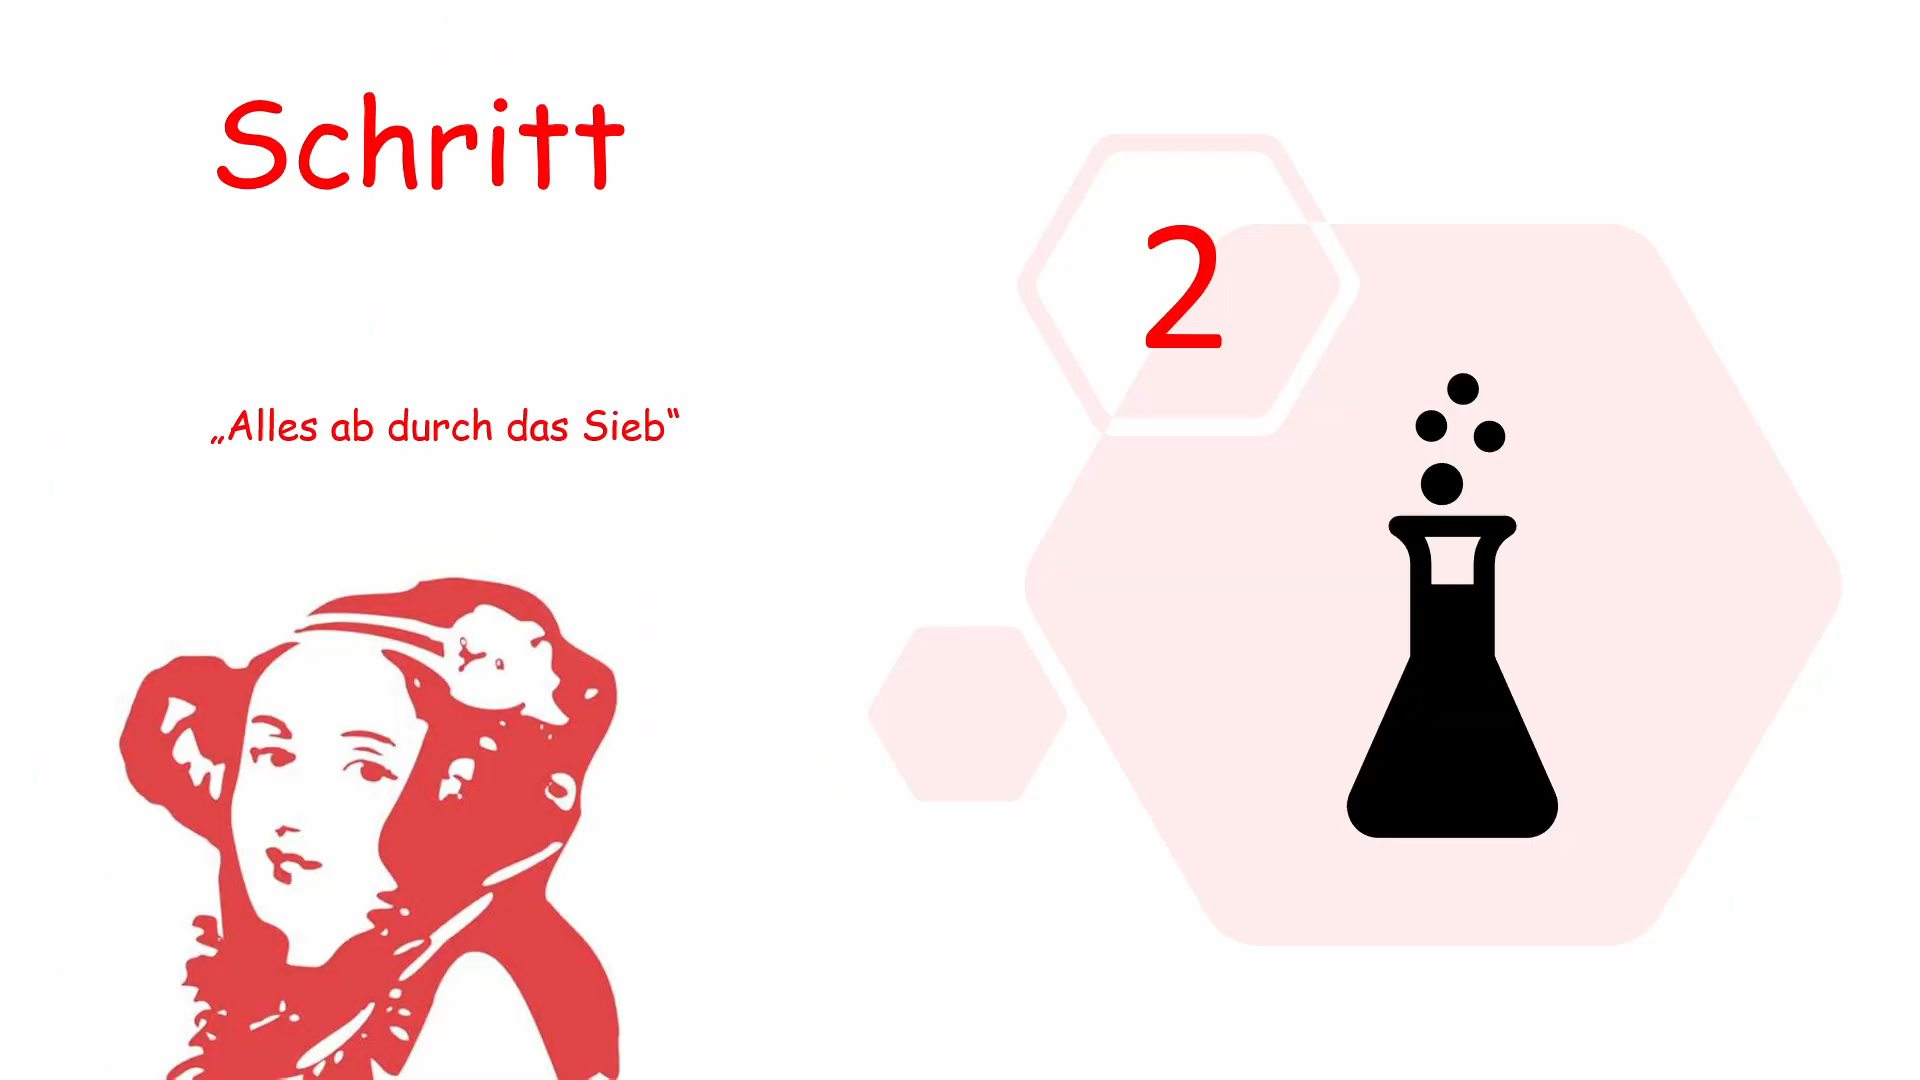 Schritt
2
„Alles ab durch das Sieb“